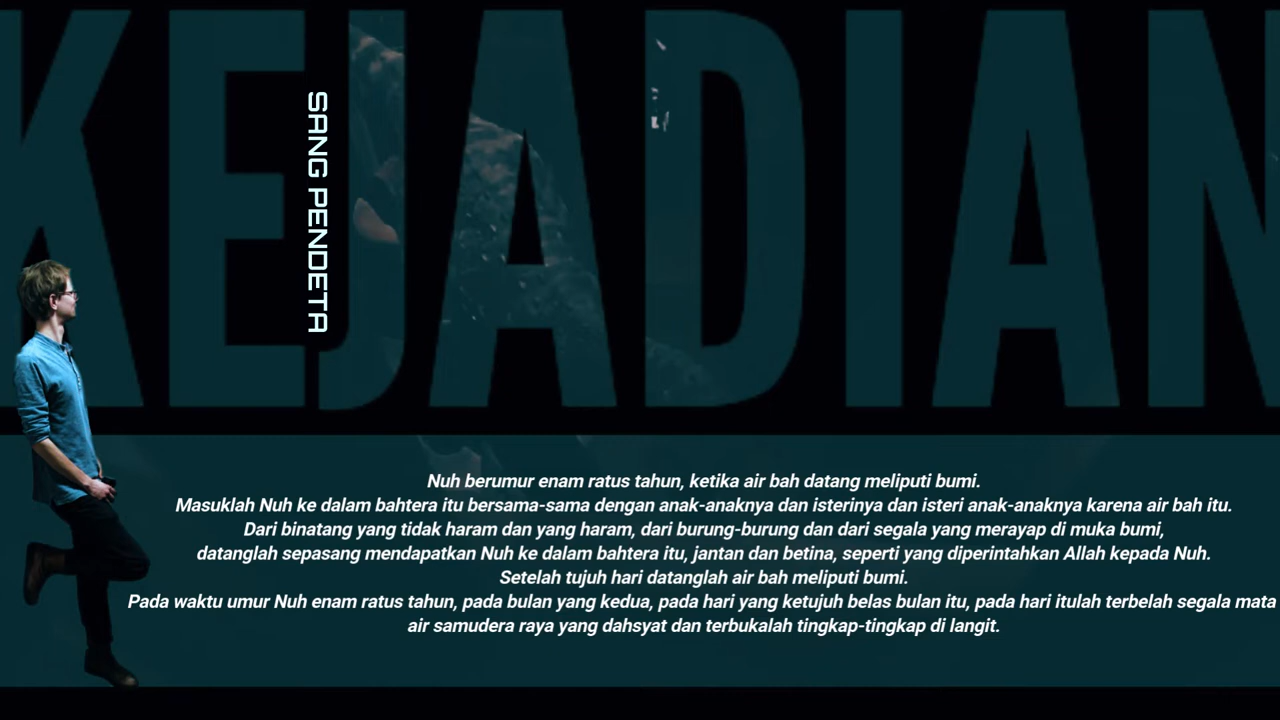 KEJADIAN
SANG PENDETA
Nuh berumur enam ratus tahun, ketika air bah datang meliputi bumi.
Masuklah Nuh ke dalam bahtera itu bersama-sama dengan anak-anaknya dan isterinya dan isteri anak-anaknya karena air bah itu.
Dari binatang yang tidak haram dan yang haram, dari burung-burung dan dari segala yang merayap di muka bumi,
datanglah sepasang mendapatkan Nuh ke dalam bahtera itu, jantan dan betina, seperti yang diperintahkan Allah kepada Nuh.
Setelah tujuh hari datanglah air bah meliputi bumi.
Pada waktu umur Nuh enam ratus tahun, pada bulan yang kedua, pada hari yang ketujuh belas bulan itu, pada hari itulah terbelah segala mata
air samudera raya yang dahsyat dan terbukalah tingkap-tingkap di langit.